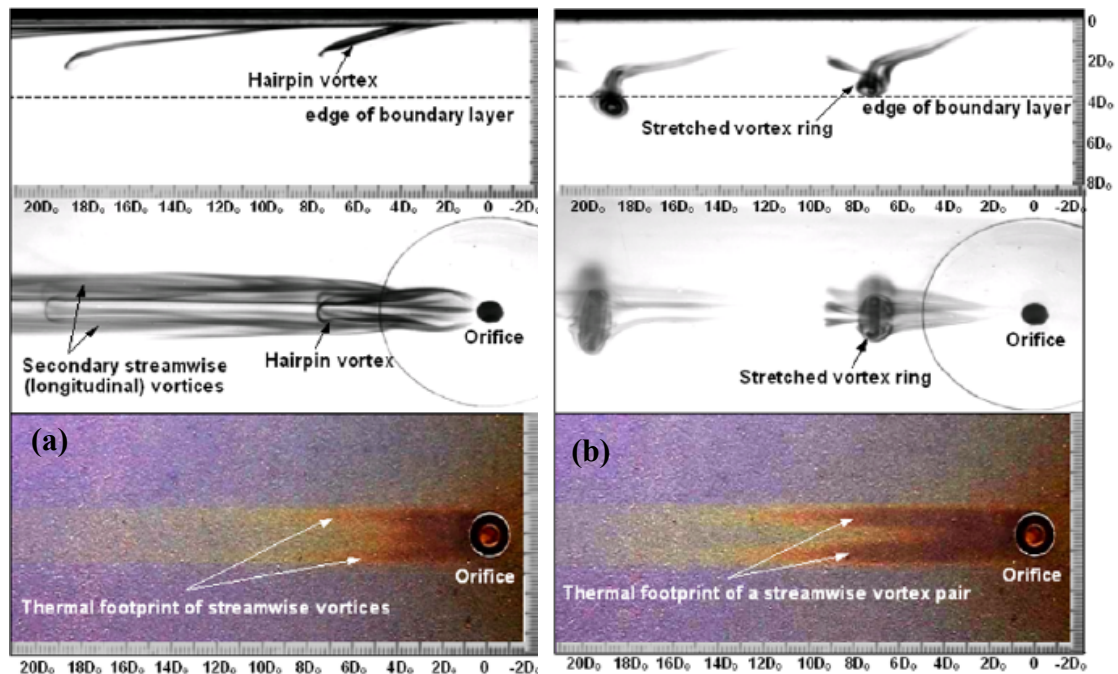 Hairpin vortex
edge of boundary layer
20D₀ 18D₀ 16D₀ 14D₀ 12D₀ 10D₀ 8D₀ 6D₀ 4D₀ 2D₀ 0 -2D₀
Orifice
Secondary streamwise
(longitudinal) vortices
Hairpin vortex
(a)
Orifice
Thermal footprint of streamwise vortices
20D₀ 18D₀ 16D₀ 14D₀ 12D₀ 10D₀ 8D₀ 6D₀ 4D₀ 2D₀ 0 -2D₀
0
2D₀
edge of boundary layer
4D₀
Stretched vortex ring
6D₀
8D₀
20D₀ 18D₀ 16D₀ 14D₀ 12D₀ 10D₀ 8D₀ 6D₀ 4D₀ 2D₀ 0 -2D₀
Orifice
Stretched vortex ring
(b)
Orifice
Thermal footprint of a streamwise vortex pair
20D₀ 18D₀ 16D₀ 14D₀ 12D₀ 10D₀ 8D₀ 6D₀ 4D₀ 2D₀ 0 -2D₀